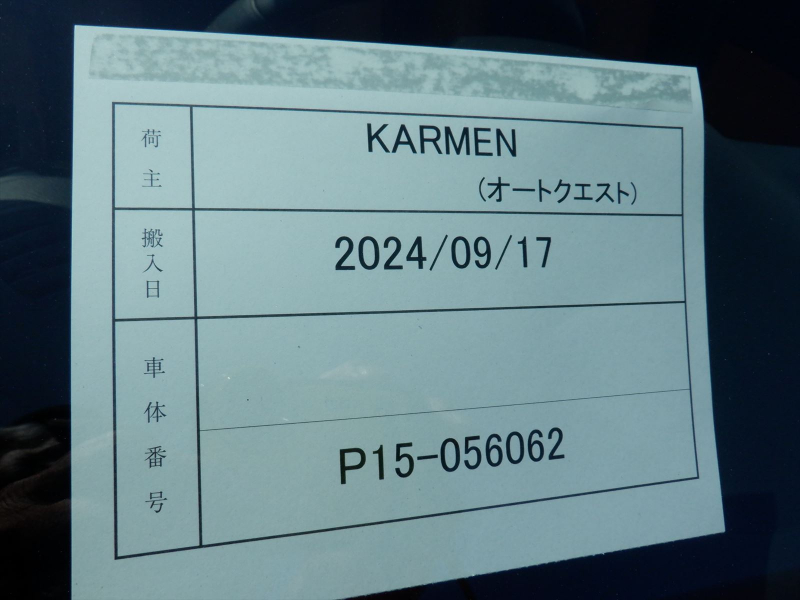 荷主
KARMEN
(オートクエスト)
搬入日
2024/09/17
車体番号
P15-056062